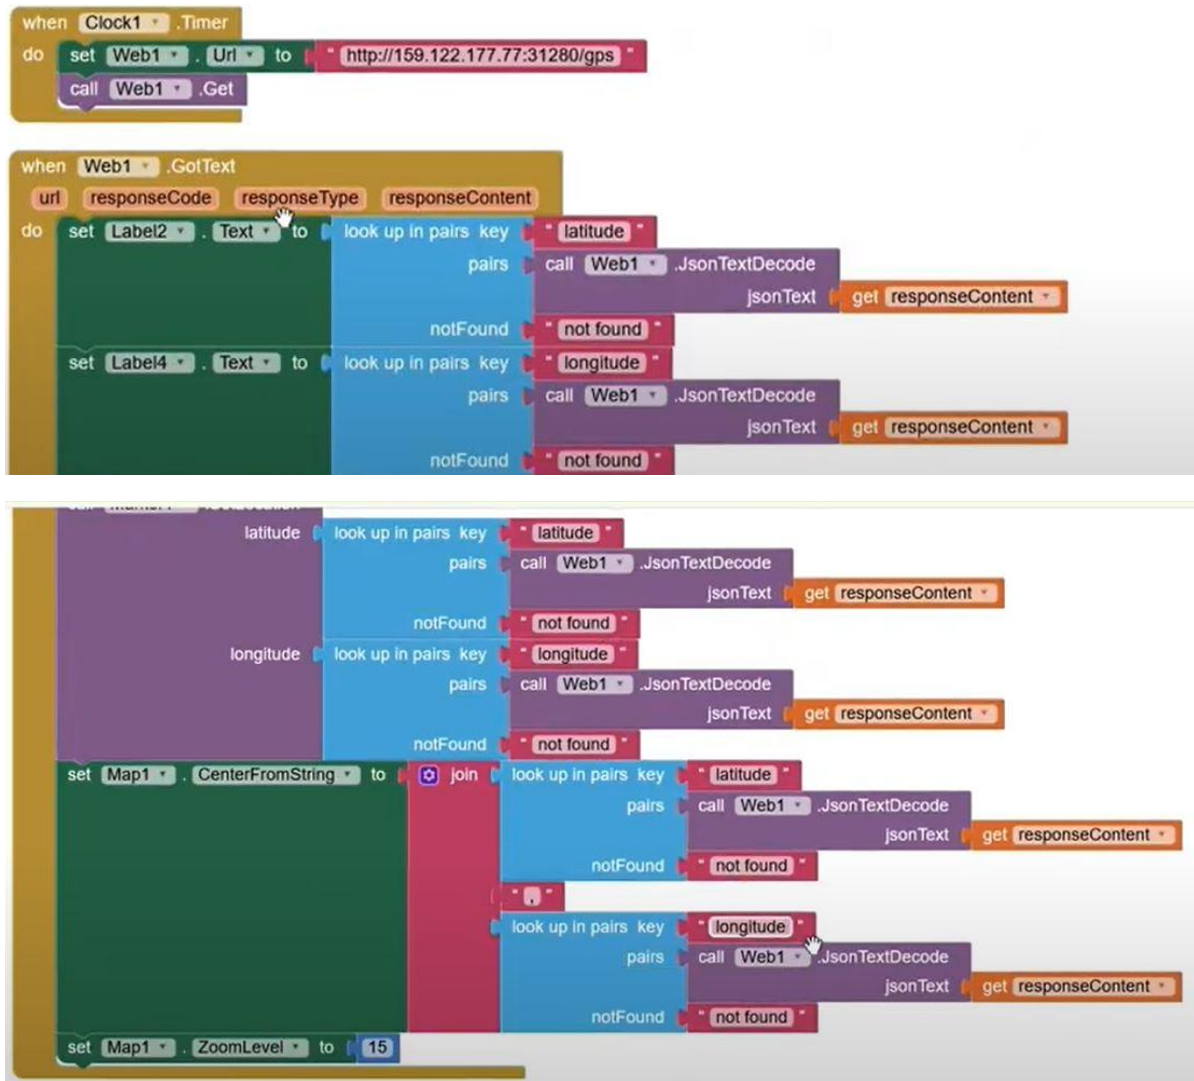 when Clock1 .Timer
do set Web1 . Url to " http://159.122.177.77:31280/gps "
call Web1 .Get
when Web1 .GotText
url responseCode responseType responseContent
do set Label2 . Text to look up in pairs key " latitude "
pairs call Web1 .JsonTextDecode
jsonText get responseContent
notFound " not found "
set Label4 . Text to look up in pairs key " longitude "
pairs call Web1 .JsonTextDecode
jsonText get responseContent
notFound " not found "
latitude look up in pairs key " latitude "
pairs call Web1 .JsonTextDecode
jsonText get responseContent
notFound " not found "
longitude look up in pairs key " longitude "
pairs call Web1 .JsonTextDecode
jsonText get responseContent
notFound " not found "
set Map1 . CenterFromString to join look up in pairs key " latitude "
pairs call Web1 .JsonTextDecode
jsonText get responseContent
notFound " not found "
" , "
look up in pairs key " longitude "
pairs call Web1 .JsonTextDecode
jsonText get responseContent
notFound " not found "
set Map1 . ZoomLevel to 15